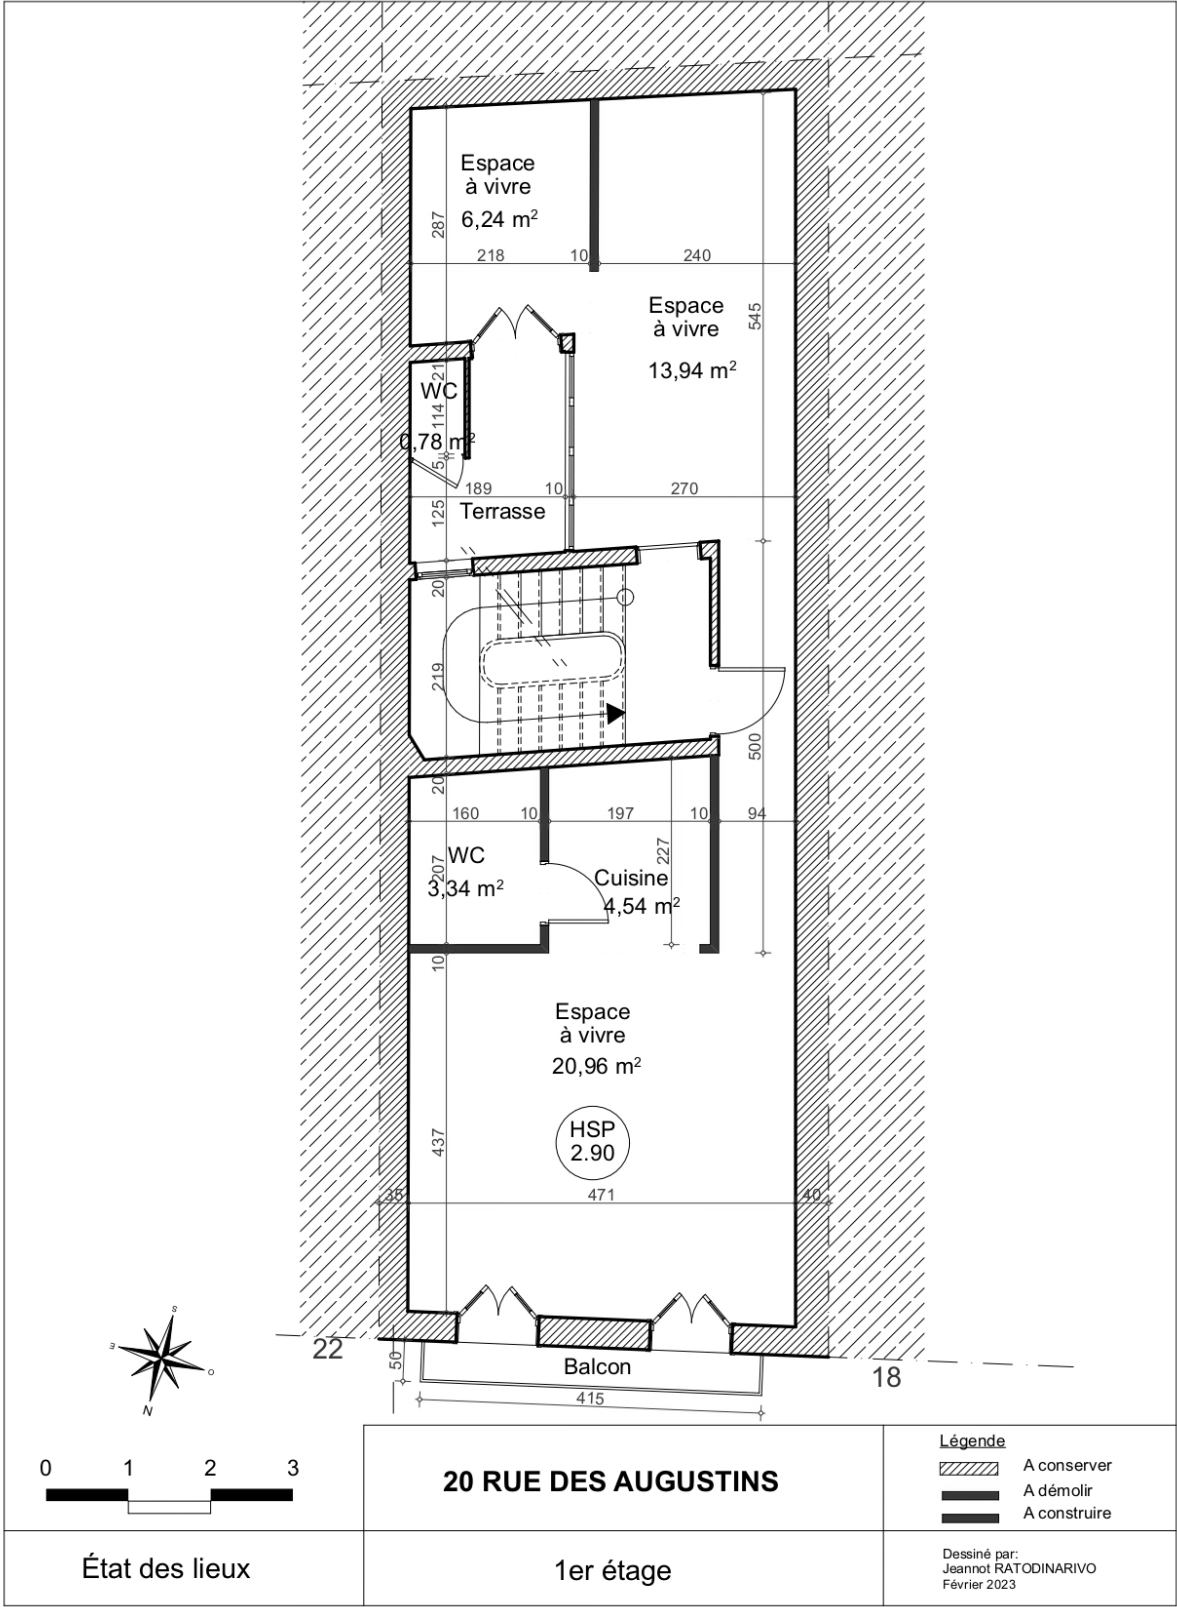 Espace
à vivre
6,24 m²
287
218
10
240
Espace
à vivre
13,94 m²
545
21
WC
114
0,78 m²
5
189
10
270
125
Terrasse
20
219
500
20
160
10
197
10
94
227
WC
207
3,34 m²
Cuisine
4,54 m²
10
Espace
à vivre
20,96 m²
HSP
2.90
437
35
471
40
S
E
O
N
22
50
Balcon
415
18
0 1 2 3
20 RUE DES AUGUSTINS
Légende
A conserver
A démolir
A construire
État des lieux
1er étage
Dessiné par:
Jeannot RATODINARIVO
Février 2023